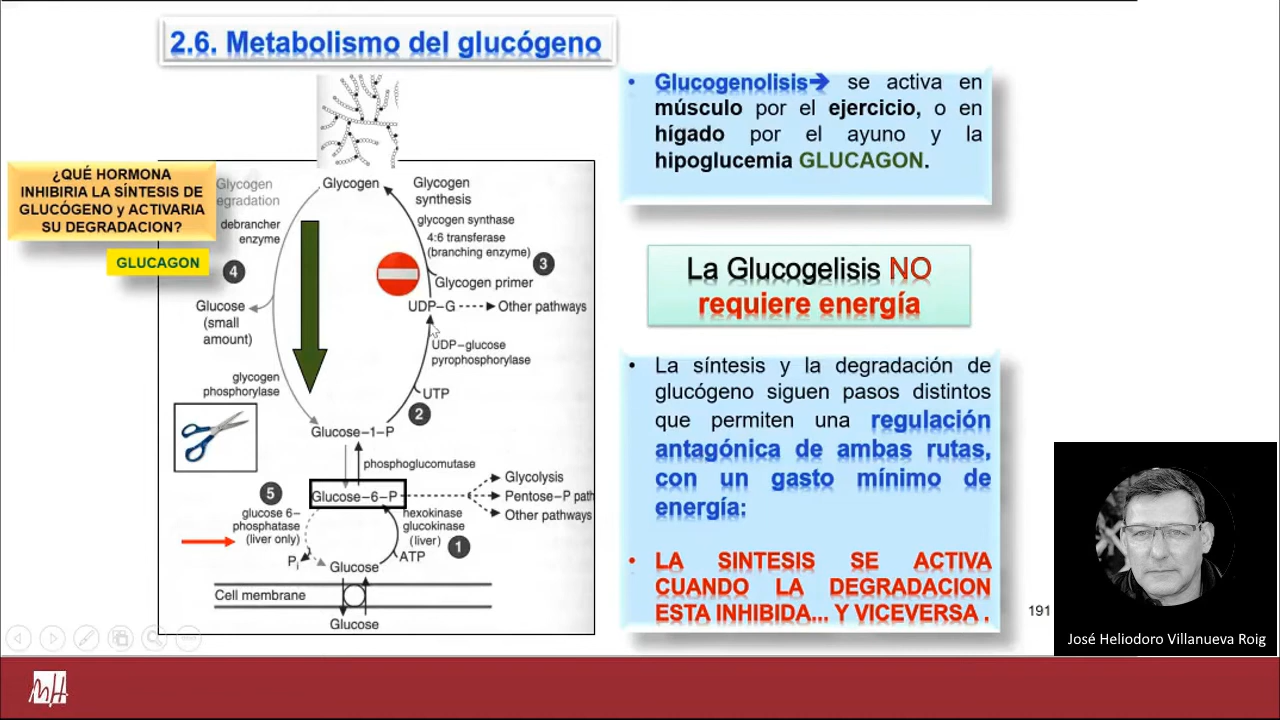 2.6. Metabolismo del glucógeno
¿QUÉ HORMONA
INHIBIRIA LA SÍNTESIS DE
GLUCÓGENO y ACTIVARIA
SU DEGRADACION?
GLUCAGON
Glycogen
egradation
debrancher
enzyme
4
Glucose
(small
amount)
glycogen
phosphorylase
Glycogen
Glycogen
synthesis
glycogen synthase
4:6 transferase
(branching enzyme)
3
Glycogen primer
UDP–G
Other pathways
UDP–glucose
pyrophosphorylase
UTP
2
Glucose–1–P
phosphoglucomutase
Glucose–6–P
Glycolysis
Pentose–P path
Other pathways
5
glucose 6–
phosphatase
(liver only)
Pi
hexokinase
glucokinase
(liver)
1
ATP
Glucose
Cell membrane
Glucose
• Glucogenolisis➔ se activa en
músculo por el ejercicio, o en
hígado por el ayuno y la
hipoglucemia GLUCAGON.
La Glucogelisis NO
requiere energía
• La síntesis y la degradación de
glucógeno siguen pasos distintos
que permiten una regulación
antagónica de ambas rutas,
con un gasto mínimo de
energía:
• LA SINTESIS SE ACTIVA
CUANDO LA DEGRADACION
ESTA INHIBIDA... Y VICEVERSA .
191
José Heliodoro Villanueva Roig